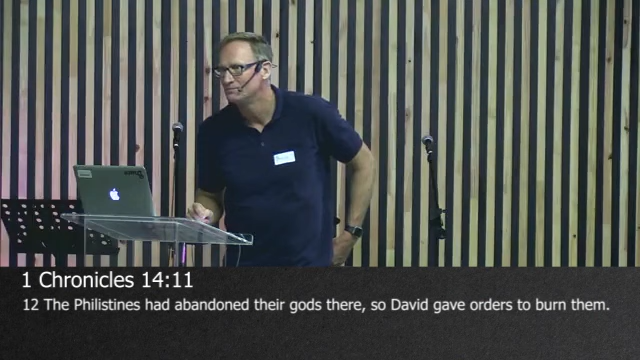 1 Chronicles 14:11
12 The Philistines had abandoned their gods there, so David gave orders to burn them.